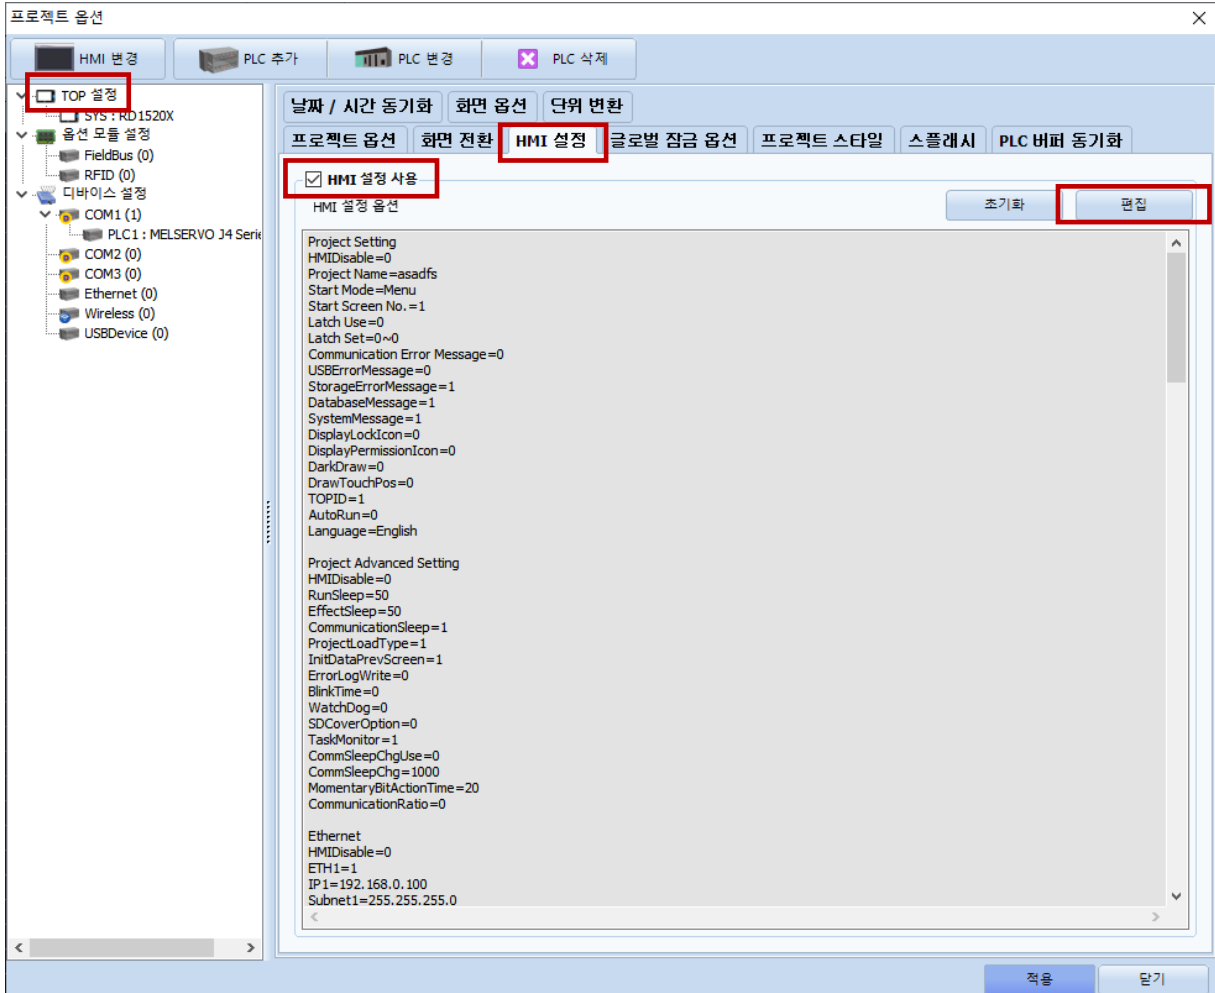 프로젝트 옵션
HMI 변경
PLC 추가
PLC 변경
PLC 삭제
TOP 설정
SYS : RD1520X
옵션 모듈 설정
FieldBus (0)
RFID (0)
디바이스 설정
COM1 (1)
PLC1 : MELSERVO J4 Serie
COM2 (0)
COM3 (0)
Ethernet (0)
Wireless (0)
USBDevice (0)
날짜 / 시간 동기화
화면 옵션
단위 변환
프로젝트 옵션
화면 전환
HMI 설정
글로벌 잠금 옵션
프로젝트 스타일
스플래시
PLC 버퍼 동기화
HMI 설정 사용
HMI 설정 옵션
초기화
편집
Project Setting
HMIDisable=0
Project Name=asadfs
Start Mode=Menu
Start Screen No.=1
Latch Use=0
Latch Set=0~0
Communication Error Message=0
USBErrorMessage=0
StorageErrorMessage=1
DatabaseMessage=1
SystemMessage=1
DisplayLockIcon=0
DisplayPermissionIcon=0
DarkDraw=0
DrawTouchPos=0
TOPID=1
AutoRun=0
Language=English
Project Advanced Setting
HMIDisable=0
RunSleep=50
EffectSleep=50
CommunicationSleep=1
ProjectLoadType=1
InitDataPrevScreen=1
ErrorLogWrite=0
BlinkTime=0
WatchDog=0
SDCoverOption=0
TaskMonitor=1
CommSleepChgUse=0
CommSleepChg=1000
MomentaryBitActionTime=20
CommunicationRatio=0
Ethernet
HMIDisable=0
ETH1=1
IP1=192.168.0.100
Subnet1=255.255.255.0
적용
닫기